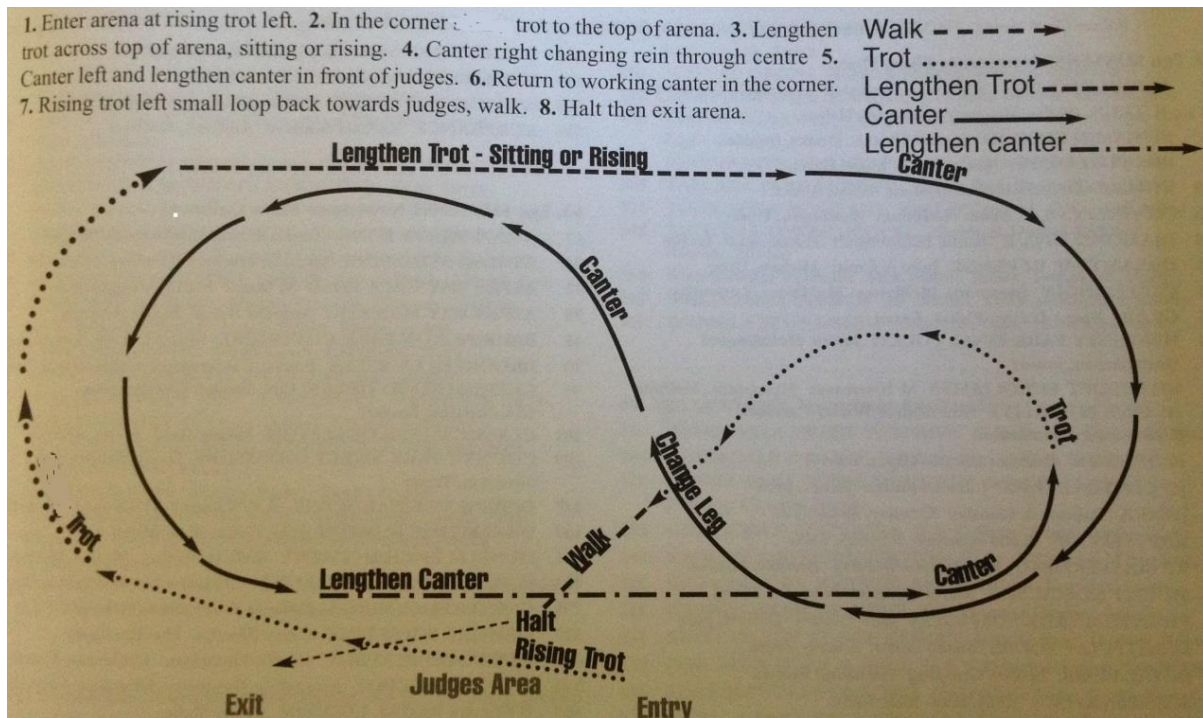 1. Enter arena at rising trot left. 2. In the corner trot to the top of arena. 3. Lengthen
trot across top of arena, sitting or rising. 4. Canter right changing rein through centre 5.
Canter left and lengthen canter in front of judges. 6. Return to working canter in the corner.
7. Rising trot left small loop back towards judges, walk. 8. Halt then exit arena.
Walk
Trot
Lengthen Trot
Canter
Lengthen canter
Lengthen Trot - Sitting or Rising
Canter
Canter
Trot
Change Leg
Walk
Trot
Lengthen Canter
Canter
Halt
Rising Trot
Judges Area
Exit
Entry